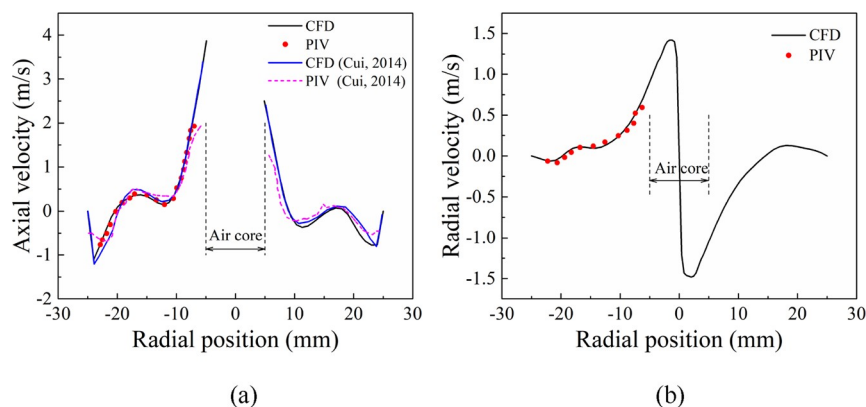 CFD
PIV
CFD (Cui, 2014)
PIV (Cui, 2014)
4
3
2
1
0
-1
-2
Axial velocity (m/s)
Air core
-30 -20 -10 0 10 20 30
Radial position (mm)
(a)
CFD
PIV
1.5
1.0
0.5
0.0
-0.5
-1.0
-1.5
Radial velocity (m/s)
Air core
-30 -20 -10 0 10 20 30
Radial position (mm)
(b)